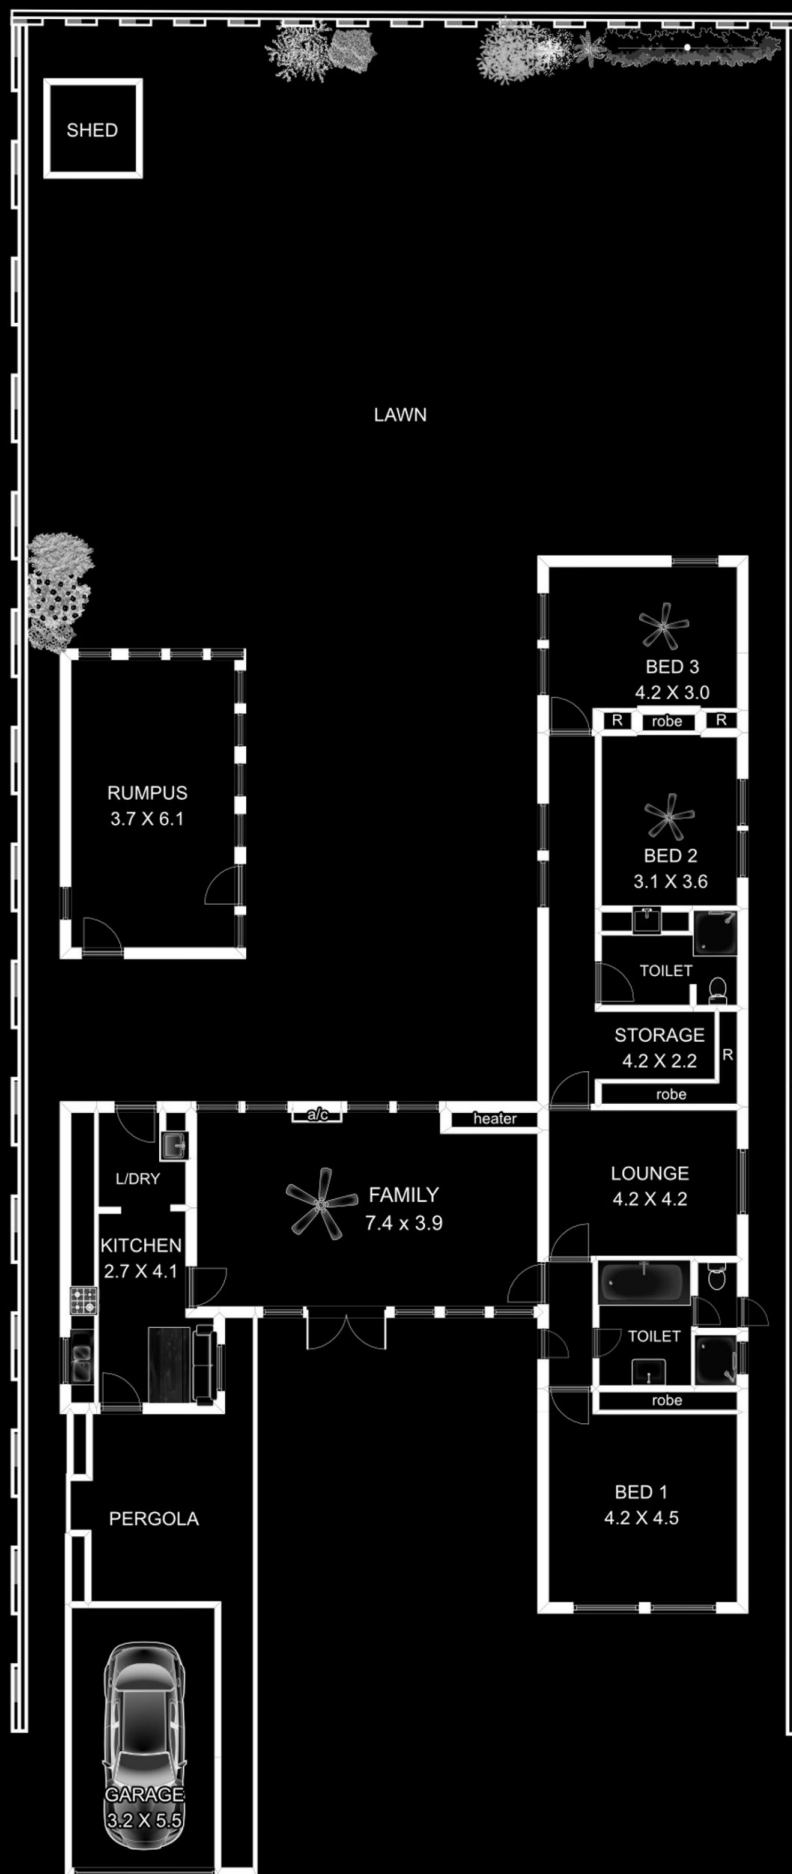 SHED
LAWN
BED 3
4.2 X 3.0
R
robe
R
RUMPUS
3.7 X 6.1
BED 2
3.1 X 3.6
TOILET
STORAGE
4.2 X 2.2
R
robe
a/c
heater
L/DRY
FAMILY
7.4 x 3.9
LOUNGE
4.2 X 4.2
KITCHEN
2.7 X 4.1
TOILET
robe
BED 1
4.2 X 4.5
PERGOLA
GARAGE
3.2 X 5.5